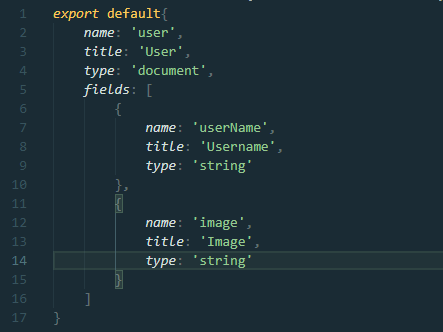 1 export default{
2 name: 'user',
3 title: 'User',
4 type: 'document',
5 fields: [
6 {
7 name: 'userName',
8 title: 'Username',
9 type: 'string'
10 },
11 {
12 name: 'image',
13 title: 'Image',
14 type: 'string'
15 }
16 ]
17 }